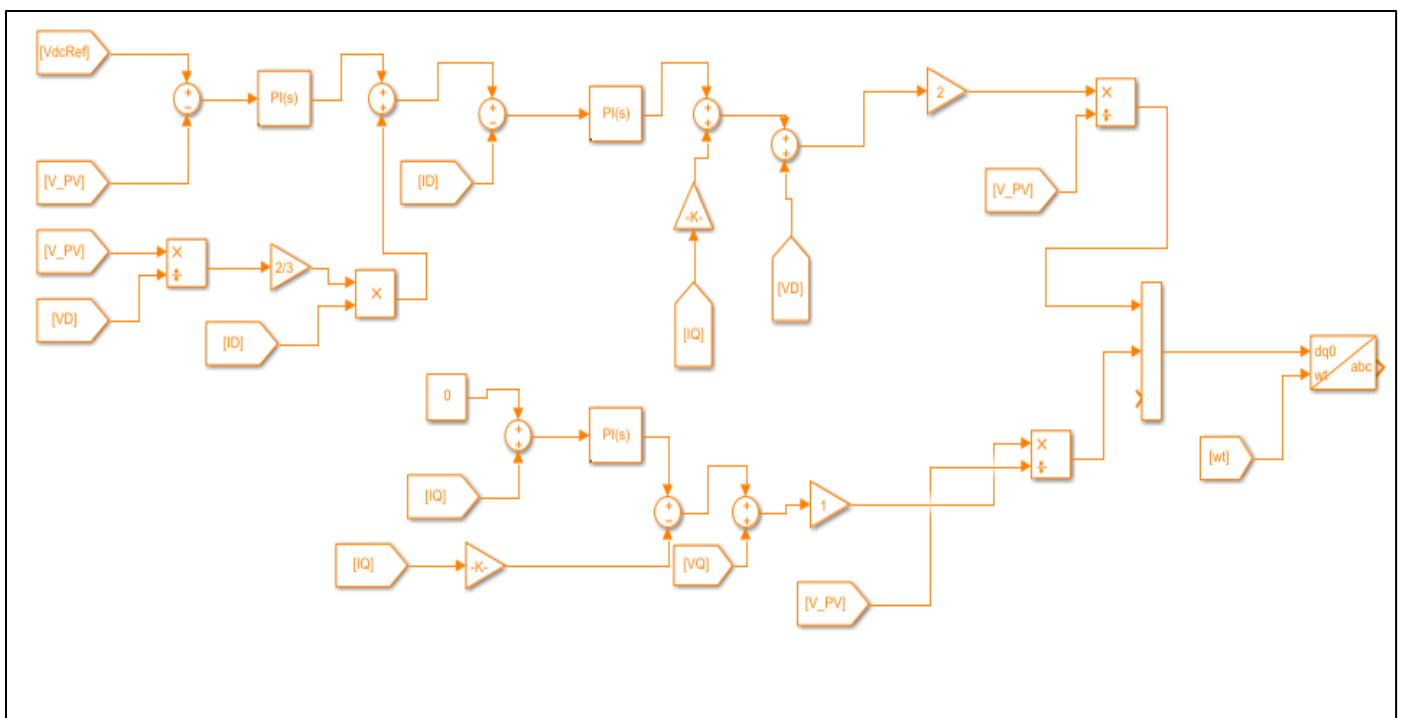 [VdcRef]
+
−
PI(s)
+
+
+
−
PI(s)
+
+
+
+
2
×
÷
[V_PV]
[ID]
[V_PV]
-K-
[V_PV]
×
÷
2/3
×
[VD]
[VD]
[ID]
[IQ]
dq0
wt
abc
0
+
+
PI(s)
×
÷
[wt]
[IQ]
+
−
+
+
1
[IQ]
-K-
[VQ]
[V_PV]